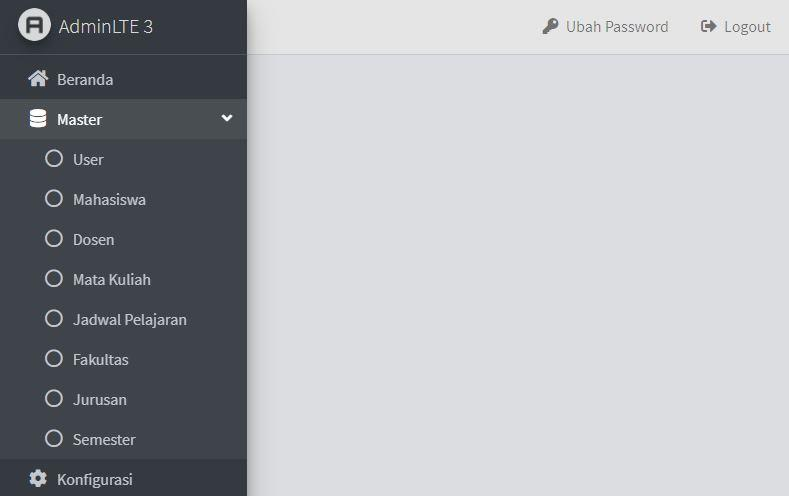 AdminLTE 3
Ubah Password
Logout
Beranda
Master
User
Mahasiswa
Dosen
Mata Kuliah
Jadwal Pelajaran
Fakultas
Jurusan
Semester
Konfigurasi